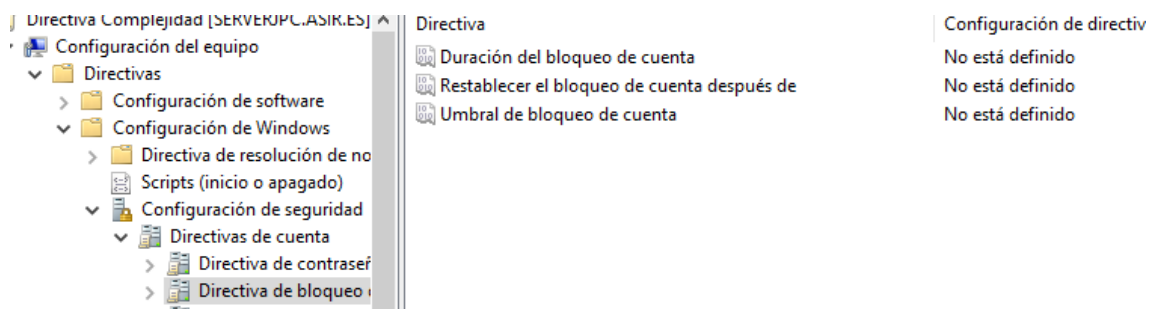 Directiva Complejidad [SERVERJPC.ASIR.ES]
Configuración del equipo
Directivas
Configuración de software
Configuración de Windows
Directiva de resolución de no
Scripts (inicio o apagado)
Configuración de seguridad
Directivas de cuenta
Directiva de contraseñ
Directiva de bloqueo
Directiva Configuración de directiv
Duración del bloqueo de cuenta No está definido
Restablecer el bloqueo de cuenta después de No está definido
Umbral de bloqueo de cuenta No está definido